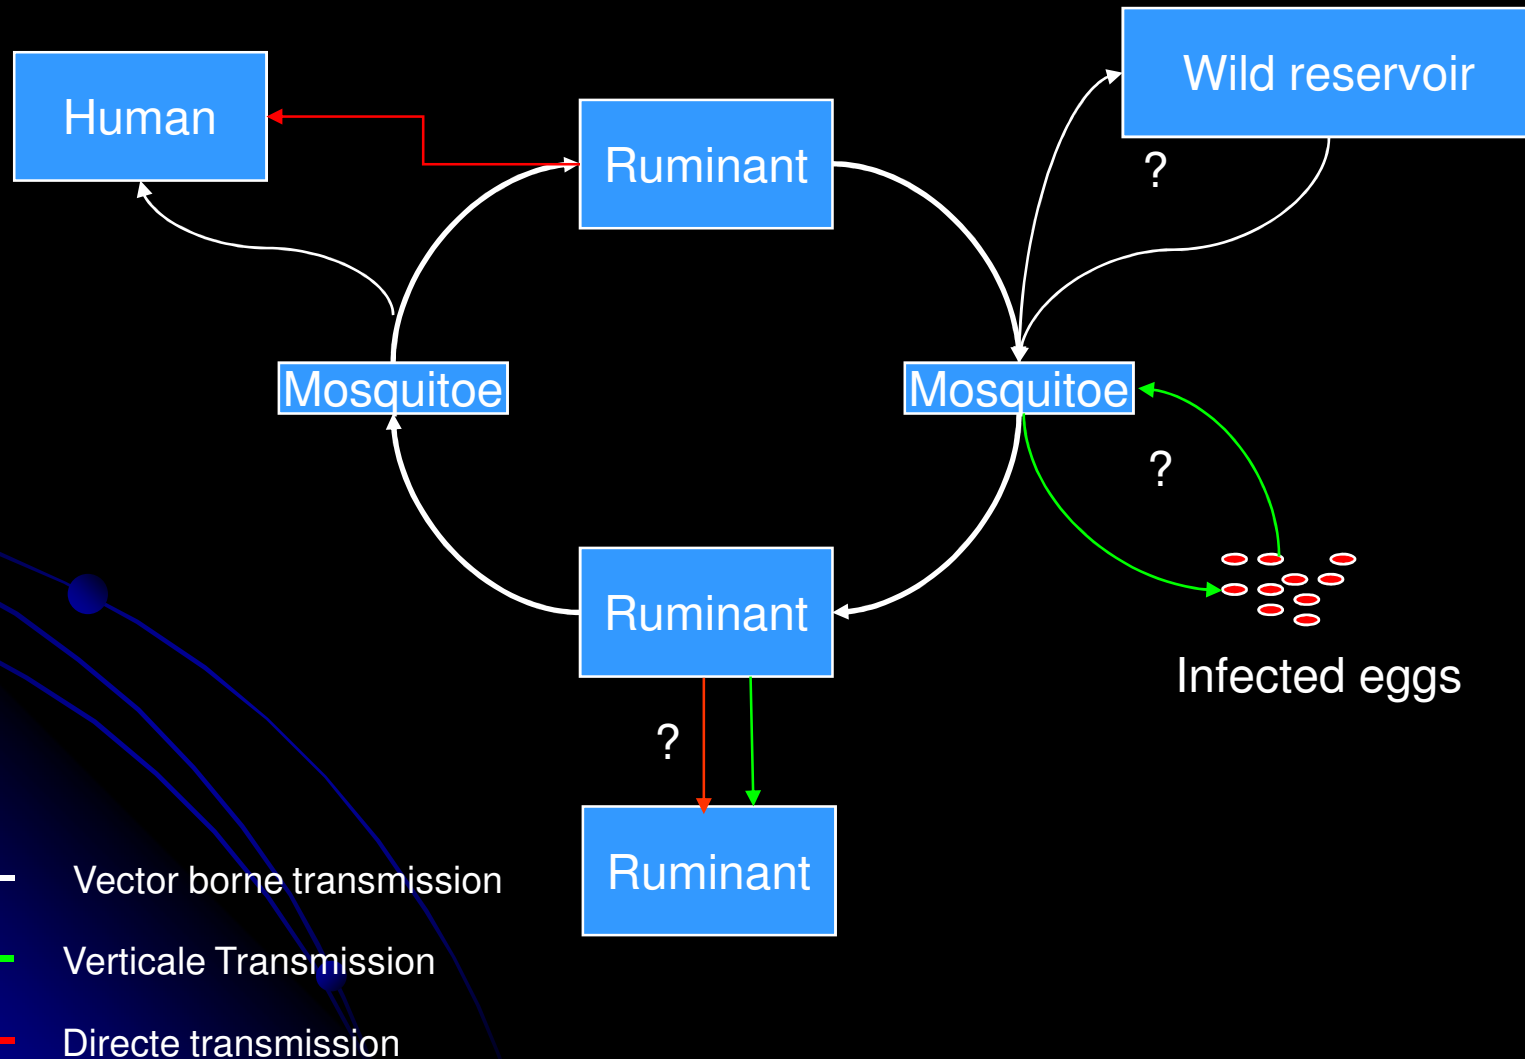 Wild reservoir
Human
Ruminant
?
Mosquitoe
Mosquitoe
?
Ruminant
Infected eggs
?
Ruminant
Vector borne transmission
Verticale Transmission
Directe transmission